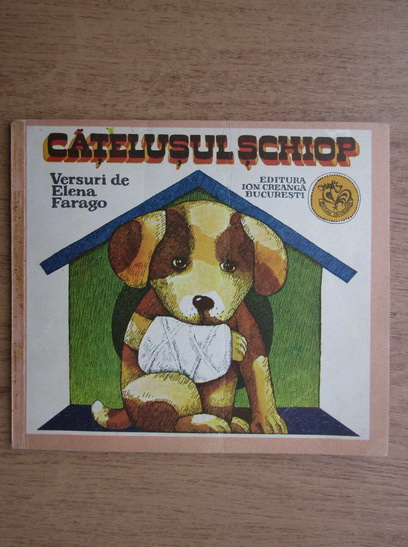 CĂȚELUȘUL ȘCHIOP
Versuri de
Elena
Farago
EDITURA
ION CREANGĂ
BUCUREȘTI